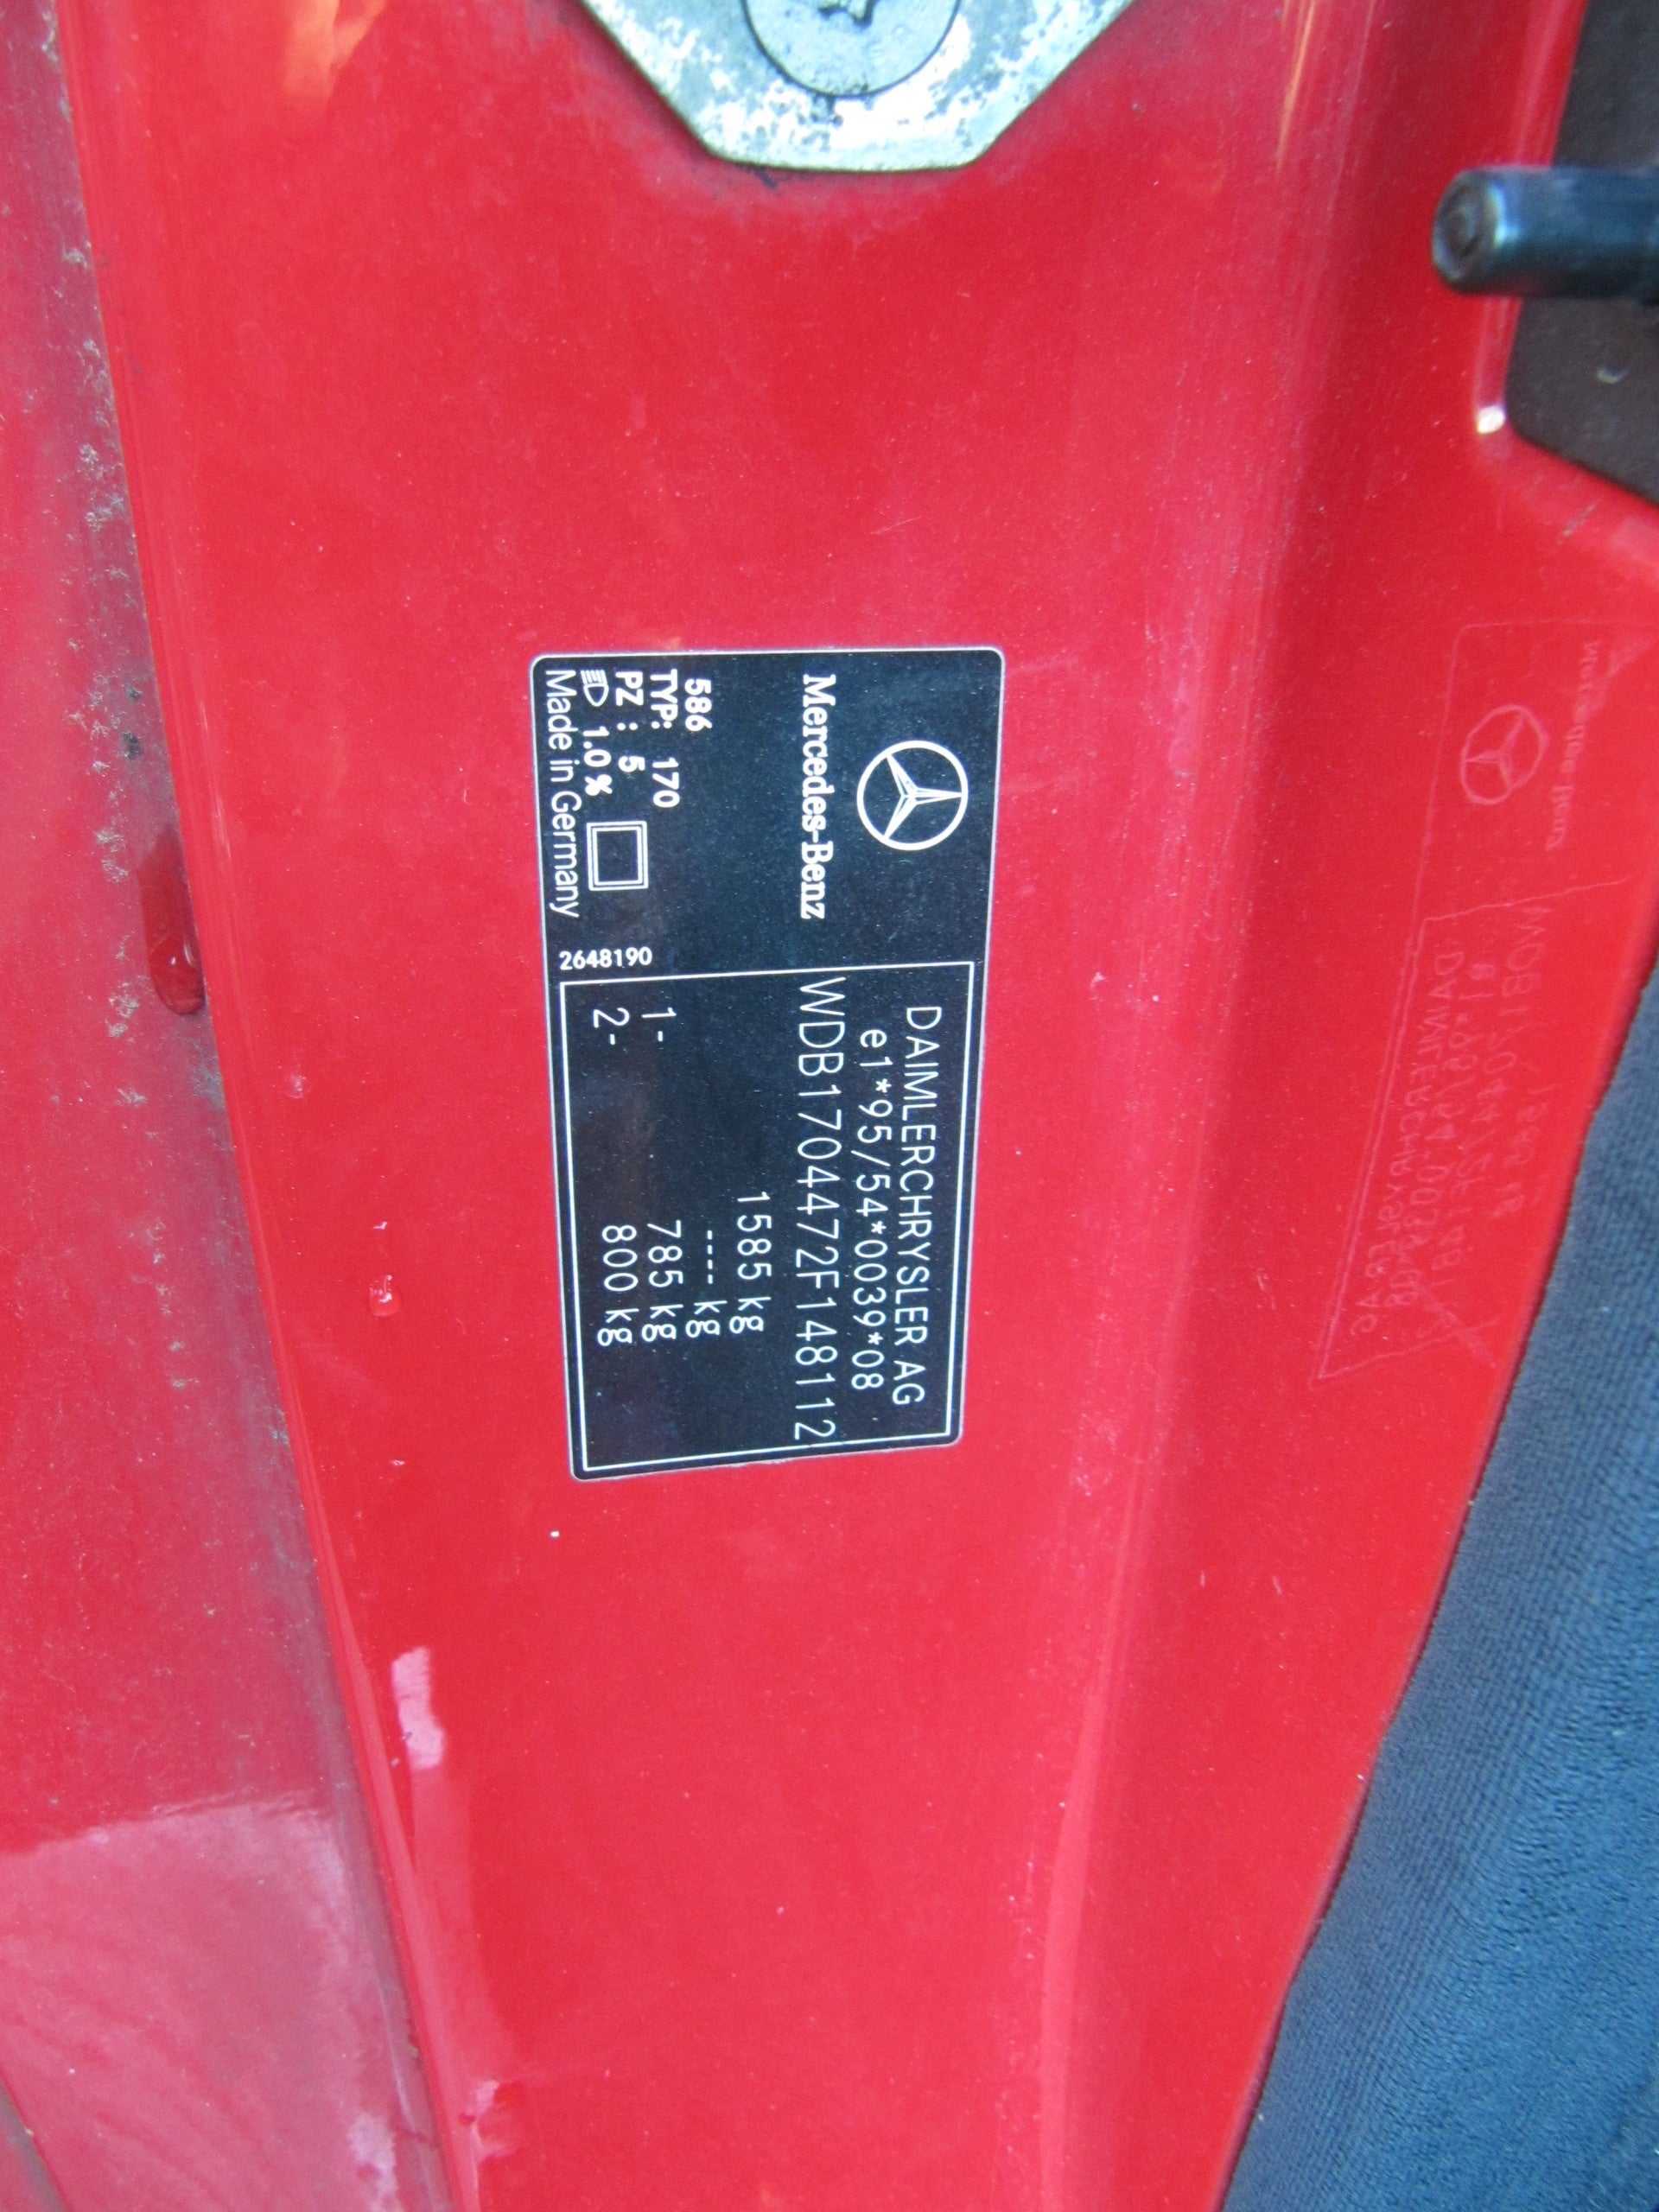 Mercedes-Benz
586
TYP: 170
PZ : 5
1.0 %
Made in Germany
2648190
DAIMLERCHRYSLER AG
e1*95/54*0039*08
WDB1704472F148112
1585 kg
---- kg
1- 785 kg
2- 800 kg